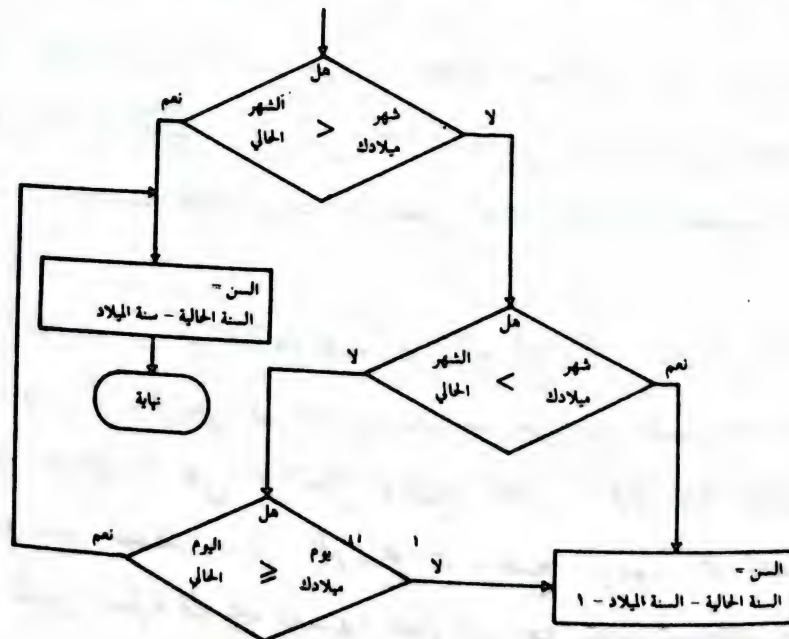 هل
شهر > الشهر
ميلادك الحالي
نعم
لا
السن =
السنة الحالية - سنة الميلاد
نهاية
هل
شهر < الشهر
ميلادك الحالي
نعم
لا
هل
يوم ⩽ اليوم
ميلادك الحالي
نعم
لا
السن =
السنة الحالية - السنة الميلاد - ١